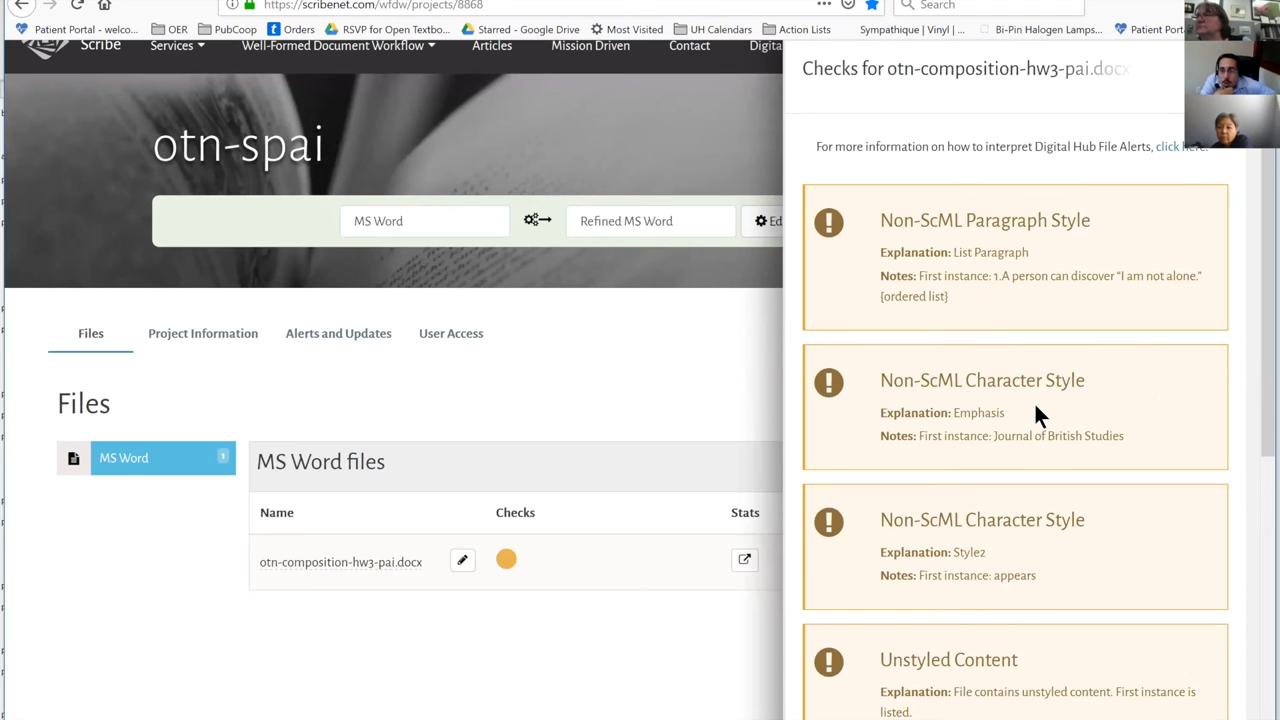 https://scribenet.com/wfdw/projects/8868
Search
Patient Portal - welco...
OER
PubCoop
Orders
RSVP for Open Textbo...
Starred - Google Drive
Most Visited
UH Calendars
Action Lists
Sympathique | Vinyl | ...
Bi-Pin Halogen Lamps...
Scribe
Services
Well-Formed Document Workflow
Articles
Mission Driven
Contact
otn-spai
MS Word
Refined MS Word
Files
Project Information
Alerts and Updates
User Access
Files
MS Word
1
MS Word files
Name
Checks
Stats
otn-composition-hw3-pai.docx
Checks for otn-composition-hw3-pai.docx
For more information on how to interpret Digital Hub File Alerts, click here.
Non-ScML Paragraph Style
Explanation: List Paragraph
Notes: First instance: 1.A person can discover “I am not alone.”
{ordered list}
Non-ScML Character Style
Explanation: Emphasis
Notes: First instance: Journal of British Studies
Non-ScML Character Style
Explanation: Style2
Notes: First instance: appears
Unstyled Content
Explanation: File contains unstyled content. First instance is
listed.